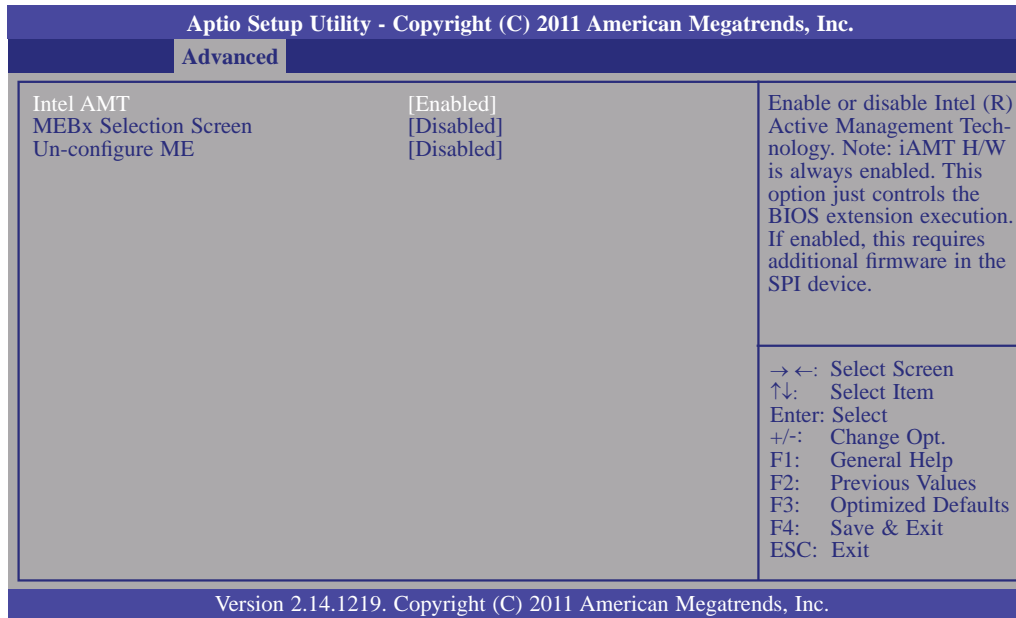 Aptio Setup Utility - Copyright (C) 2011 American Megatrends, Inc.
Advanced
Intel AMT [Enabled]
MEBx Selection Screen [Disabled]
Un-configure ME [Disabled]
Enable or disable Intel (R)
Active Management Tech-
nology. Note: iAMT H/W
is always enabled. This
option just controls the
BIOS extension execution.
If enabled, this requires
additional firmware in the
SPI device.
→ ←: Select Screen
↑↓: Select Item
Enter: Select
+/-: Change Opt.
F1: General Help
F2: Previous Values
F3: Optimized Defaults
F4: Save & Exit
ESC: Exit
Version 2.14.1219. Copyright (C) 2011 American Megatrends, Inc.